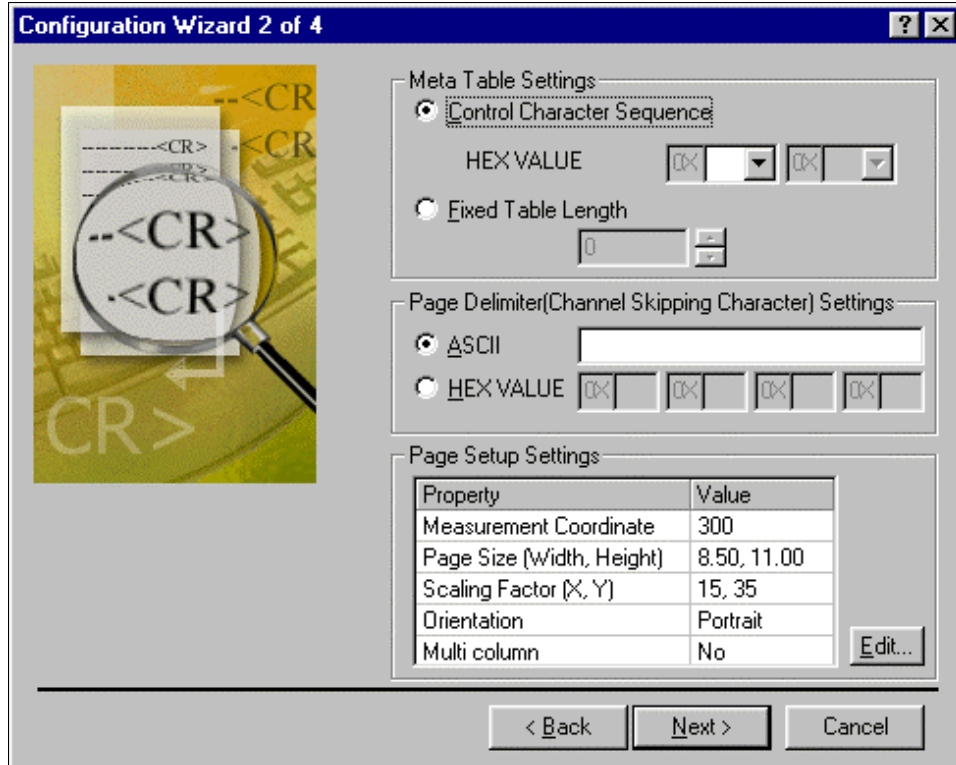 Configuration Wizard 2 of 4
? X
--<CR
-<CR
--------<CR>
--<CR>
.<CR>
CR>
Meta Table Settings
Control Character Sequence
HEX VALUE 0X 0X
Fixed Table Length
0
Page Delimiter(Channel Skipping Character) Settings
ASCII
HEX VALUE 0X 0X 0X 0X
Page Setup Settings
Property Value
Measurement Coordinate 300
Page Size (Width, Height) 8.50, 11.00
Scaling Factor (X, Y) 15, 35
Orientation Portrait
Multi column No
Edit...
< Back Next > Cancel